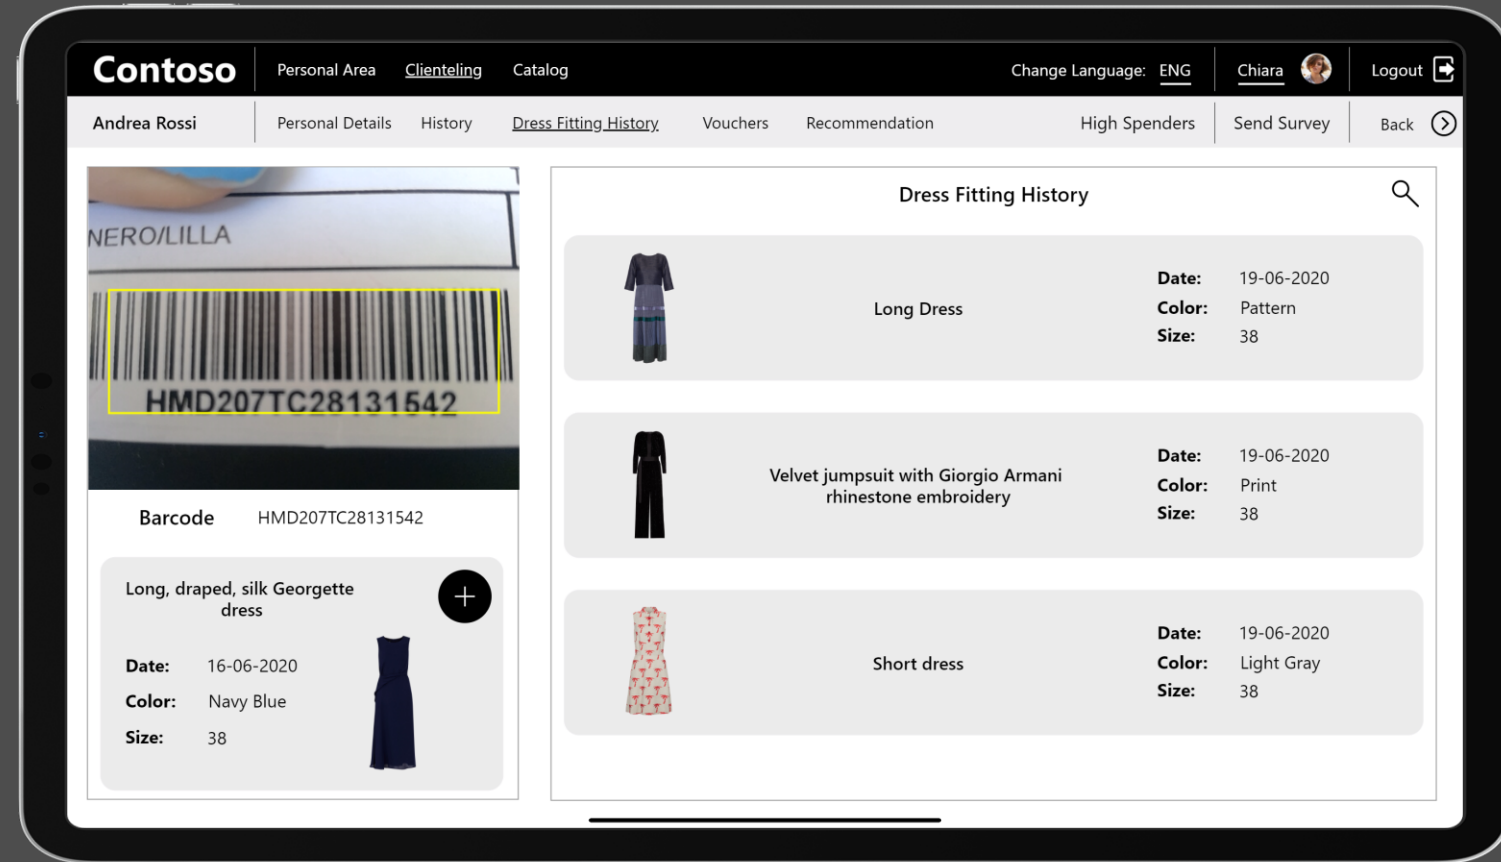 Contoso
Personal Area Clienteling Catalog
Change Language: ENG
Chiara
Logout
Andrea Rossi
Personal Details History Dress Fitting History Vouchers Recommendation
High Spenders
Send Survey
Back
NERO/LILLA
HMD207TC28131542
Barcode HMD207TC28131542
Long, draped, silk Georgette
dress
Date: 16-06-2020
Color: Navy Blue
Size: 38
Dress Fitting History
Long Dress
Date: 19-06-2020
Color: Pattern
Size: 38
Velvet jumpsuit with Giorgio Armani
rhinestone embroidery
Date: 19-06-2020
Color: Print
Size: 38
Short dress
Date: 19-06-2020
Color: Light Gray
Size: 38